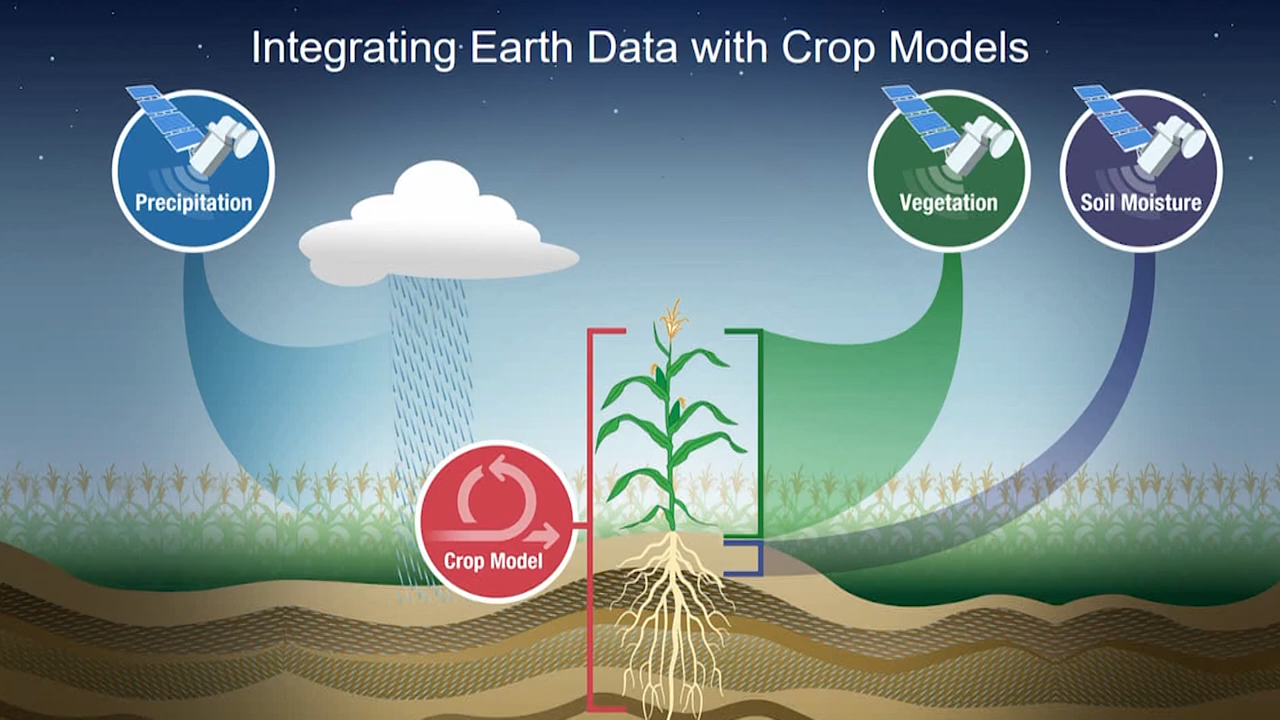 Integrating Earth Data with Crop Models
Precipitation
Vegetation
Soil Moisture
Crop Model